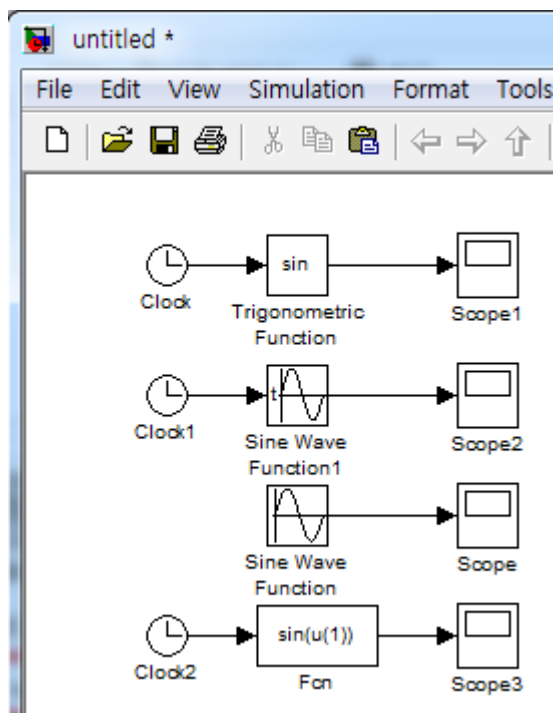 untitled *
File Edit View Simulation Format Tools
sin
Clock
Trigonometric
Function
Scope1
t
Clock1
Sine Wave
Function1
Scope2
Sine Wave
Function
Scope
sin(u(1))
Clock2
Fcn
Scope3